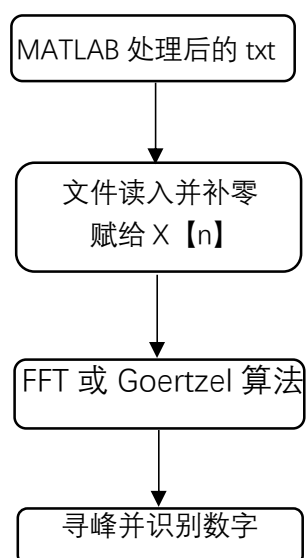 MATLAB 处理后的 txt
文件读入并补零
赋给 X【n】
FFT 或 Goertzel 算法
寻峰并识别数字